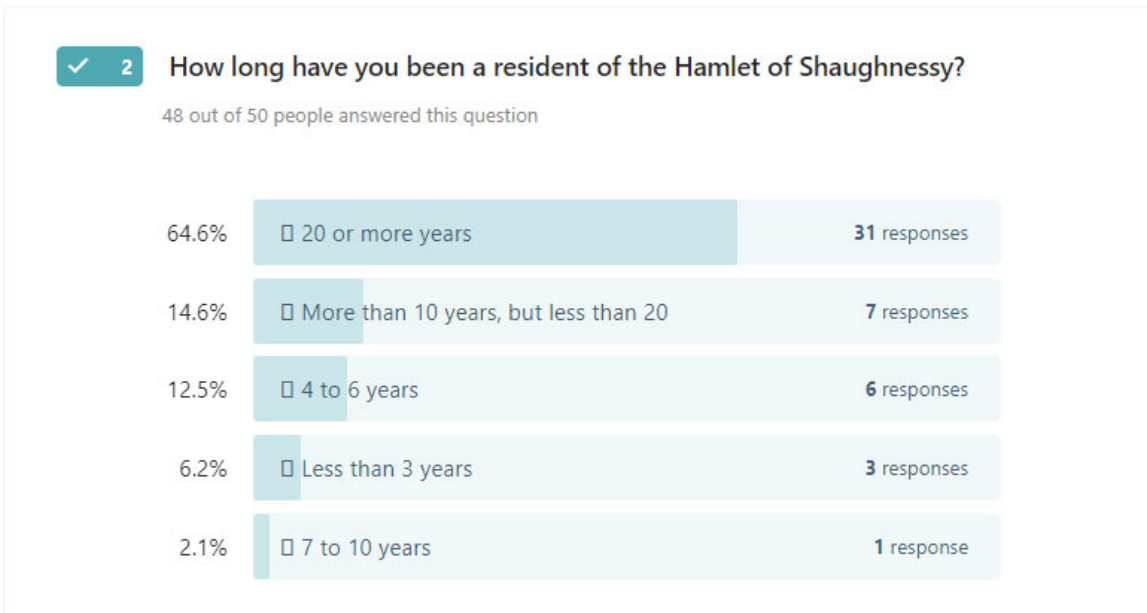 2 How long have you been a resident of the Hamlet of Shaughnessy?
48 out of 50 people answered this question
64.6% 20 or more years 31 responses
14.6% More than 10 years, but less than 20 7 responses
12.5% 4 to 6 years 6 responses
6.2% Less than 3 years 3 responses
2.1% 7 to 10 years 1 response